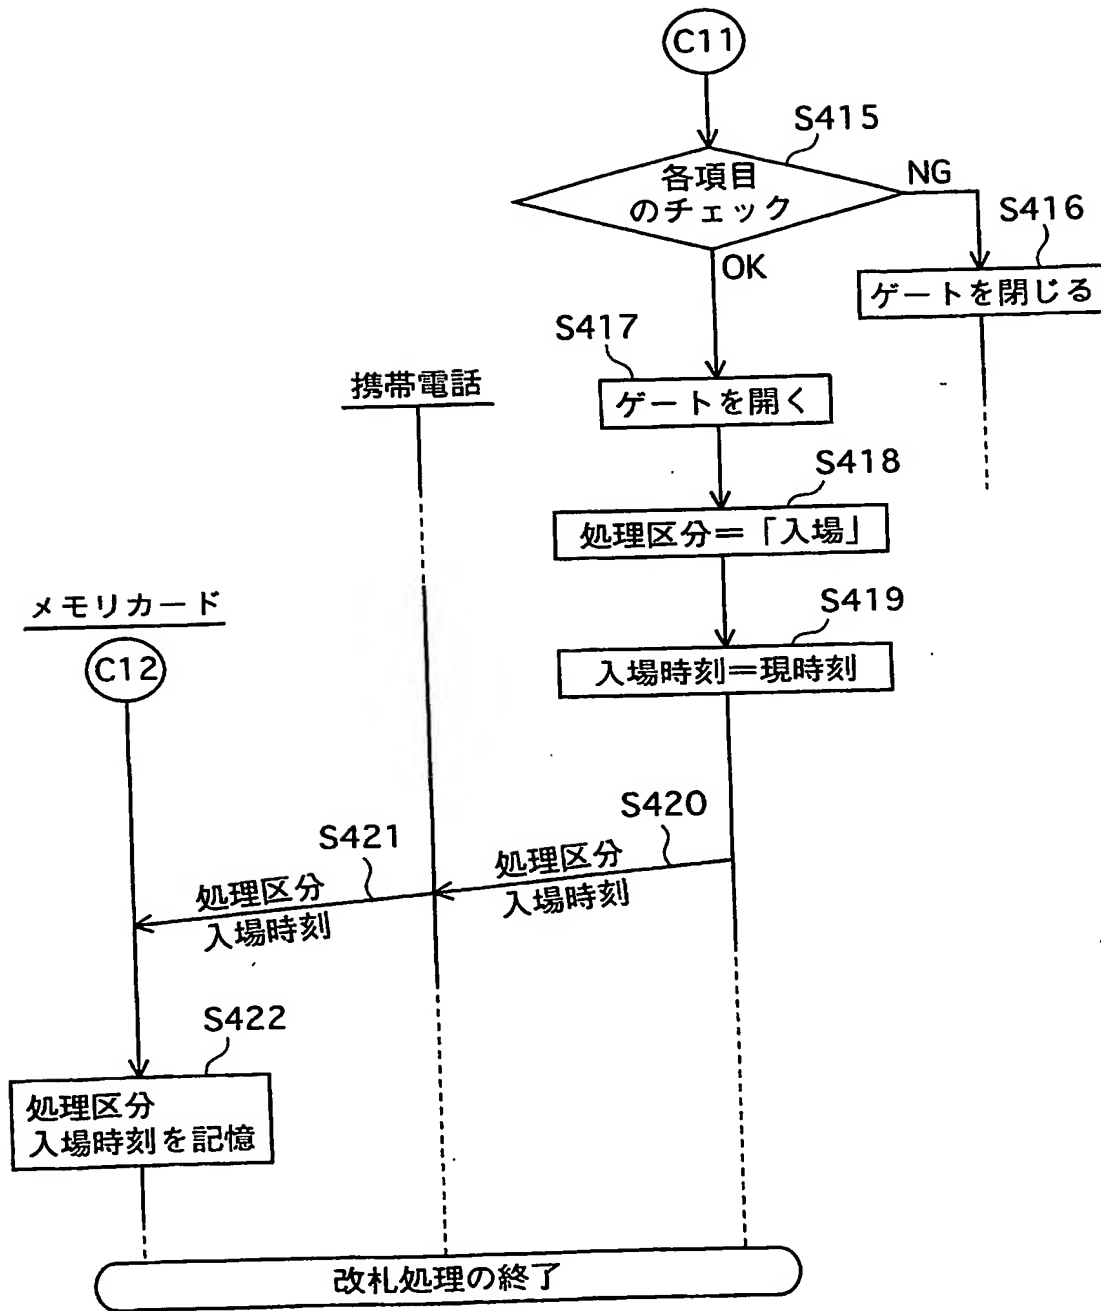 C11
S415
各項目
のチェック
NG
OK
S416
ゲートを閉じる
S417
ゲートを開く
携帯電話
S418
処理区分＝「入場」
メモリカード
S419
C12
入場時刻＝現時刻
S420
S421
処理区分
入場時刻
処理区分
入場時刻
S422
処理区分
入場時刻を記憶
改札処理の終了